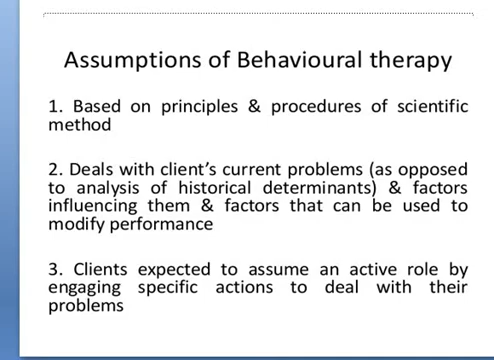 Assumptions of Behavioural therapy
1. Based on principles & procedures of scientific
method
2. Deals with client's current problems (as opposed
to analysis of historical determinants) & factors
influencing them & factors that can be used to
modify performance
3. Clients expected to assume an active role by
engaging specific actions to deal with their
problems